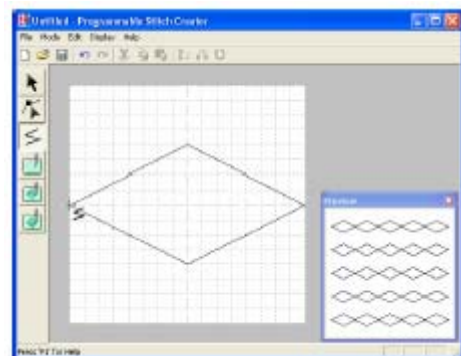 Untitled - Programmable Stitch Creator
File Mode Edit Display Help
Preview
Press "F1" for Help